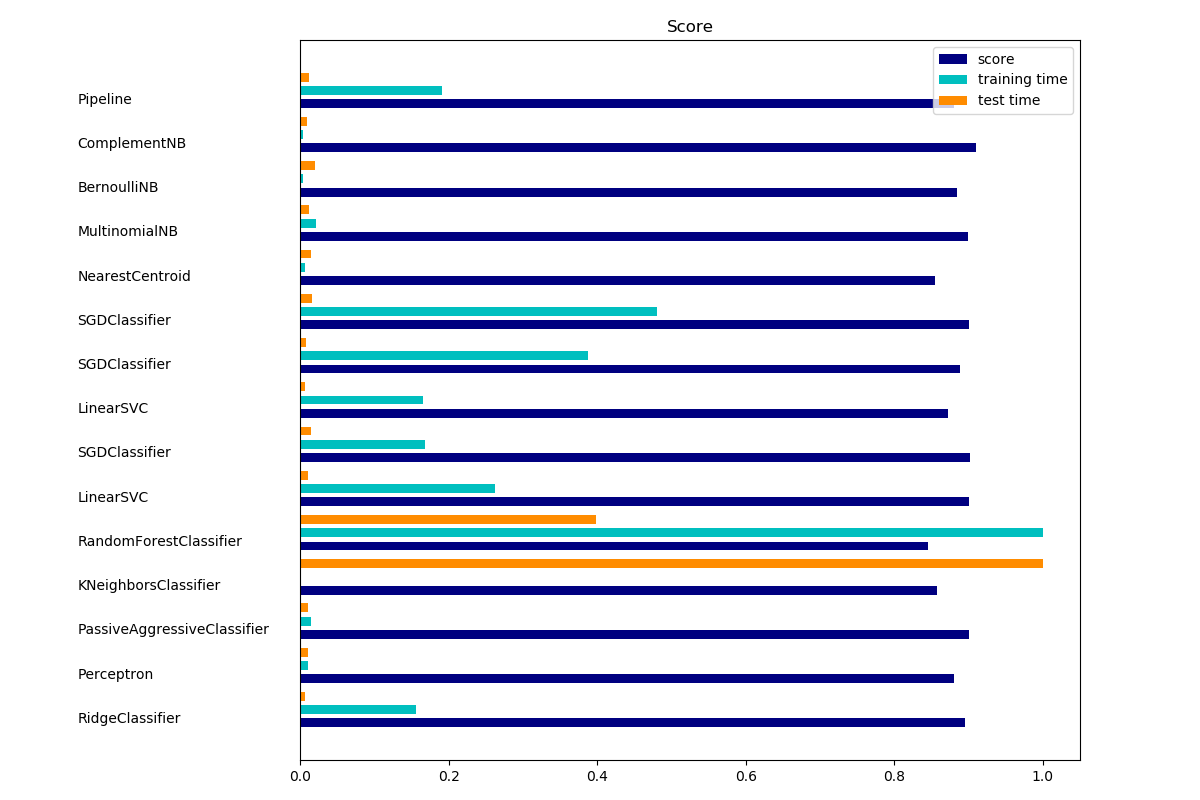 Score
score
training time
test time
Pipeline
ComplementNB
BernoulliNB
MultinomialNB
NearestCentroid
SGDClassifier
SGDClassifier
LinearSVC
SGDClassifier
LinearSVC
RandomForestClassifier
KNeighborsClassifier
PassiveAggressiveClassifier
Perceptron
RidgeClassifier
0.0 0.2 0.4 0.6 0.8 1.0